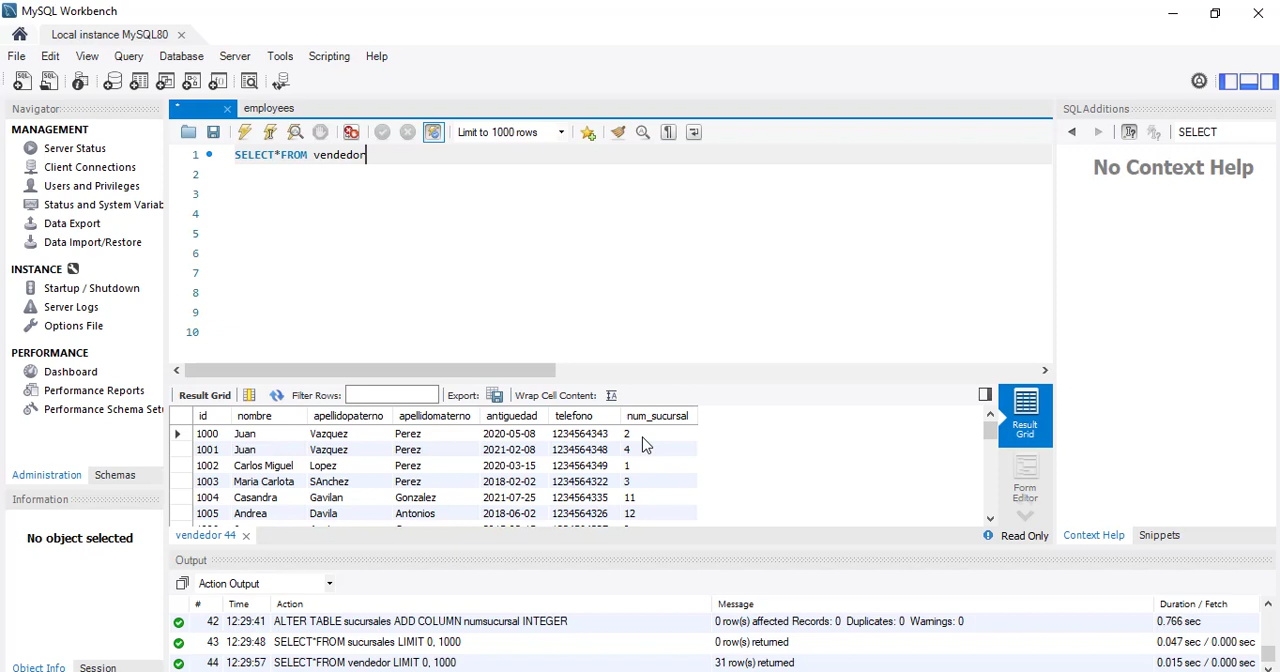 MySQL Workbench
Local instance MySQL80
File Edit View Query Database Server Tools Scripting Help
Navigator
MANAGEMENT
Server Status
Client Connections
Users and Privileges
Status and System Variab
Data Export
Data Import/Restore
INSTANCE
Startup / Shutdown
Server Logs
Options File
PERFORMANCE
Dashboard
Performance Reports
Performance Schema Setu
Administration Schemas
Information
No object selected
Object Info Session
* employees
Limit to 1000 rows
1 SELECT*FROM vendedor
2
3
4
5
6
7
8
9
10
Result Grid Filter Rows: Export: Wrap Cell Content:
id nombre apellidopaterno apellidomaterno antiguedad telefono num_sucursal
1000 Juan Vazquez Perez 2020-05-08 1234564343 2
1001 Juan Vazquez Perez 2021-02-08 1234564348 4
1002 Carlos Miguel Lopez Perez 2020-03-15 1234564349 1
1003 Maria Carlota SAnchez Perez 2018-02-02 1234564322 3
1004 Casandra Gavilan Gonzalez 2021-07-25 1234564335 11
1005 Andrea Davila Antonios 2018-06-02 1234564326 12
Result Grid
Form Editor
vendedor 44
Read Only
Output
Action Output
# Time Action Message Duration / Fetch
42 12:29:41 ALTER TABLE sucursales ADD COLUMN numsucursal INTEGER 0 row(s) affected Records: 0 Duplicates: 0 Warnings: 0 0.766 sec
43 12:29:48 SELECT*FROM sucursales LIMIT 0, 1000 0 row(s) returned 0.047 sec / 0.000 sec
44 12:29:57 SELECT*FROM vendedor LIMIT 0, 1000 31 row(s) returned 0.015 sec / 0.000 sec
SQLAdditions
SELECT
No Context Help
Context Help Snippets